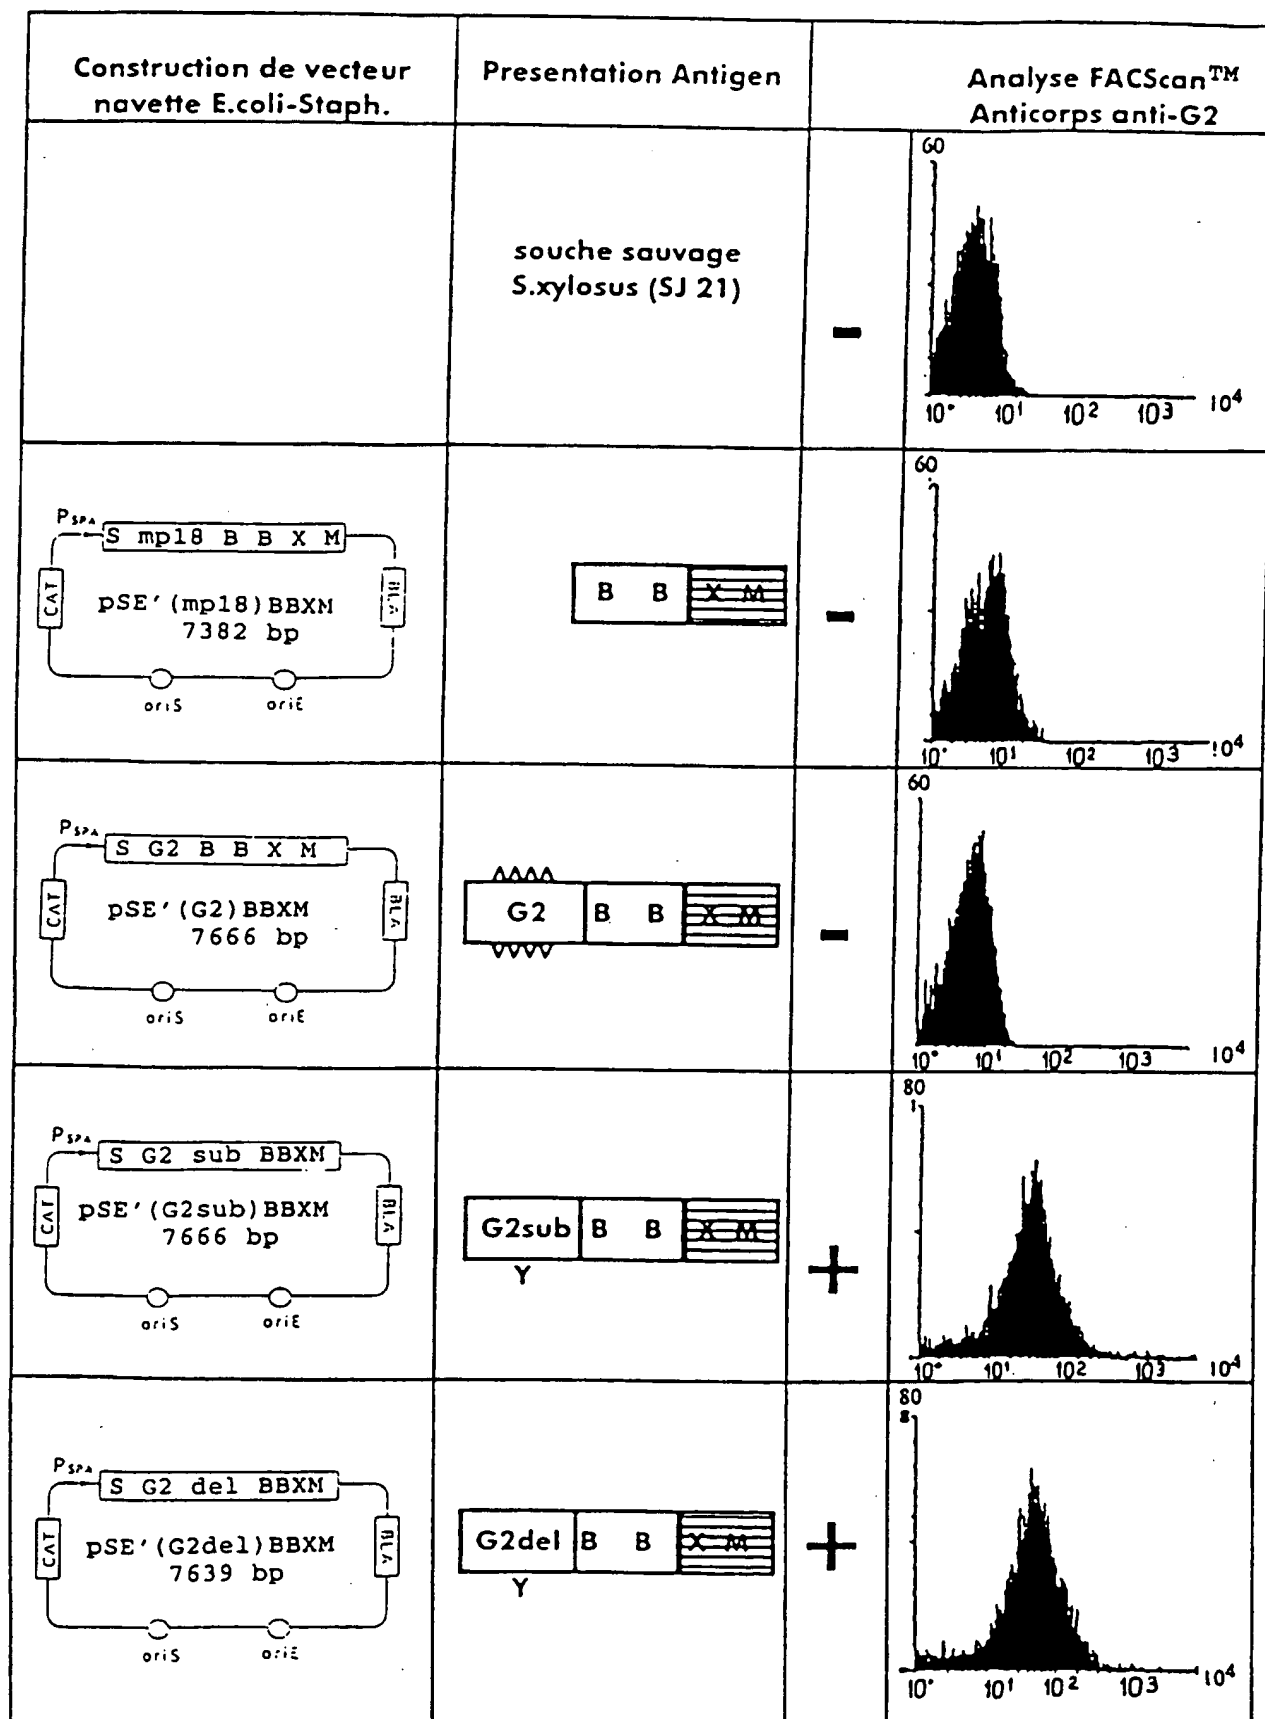 Construction de vecteur
navette E.coli-Staph.
Presentation Antigen
Analyse FACScan™
Anticorps anti-G2
souche sauvage
S.xylosus (SJ 21)
-
60
10° 10¹ 10² 10³ 10⁴
PSPA
S mp18 B B X M
CAT
BLA
pSE'(mp18)BBXM
7382 bp
oriS oriE
B B X M
-
60
10° 10¹ 10² 10³ 10⁴
PSPA
S G2 B B X M
CAT
BLA
pSE'(G2)BBXM
7666 bp
oriS oriE
G2 B B X M
-
60
10° 10¹ 10² 10³ 10⁴
PSPA
S G2 sub BBXM
CAT
BLA
pSE'(G2sub)BBXM
7666 bp
oriS oriE
G2sub B B X M
Y
+
80
10° 10¹ 10² 10³ 10⁴
PSPA
S G2 del BBXM
CAT
BLA
pSE'(G2del)BBXM
7639 bp
oriS oriE
G2del B B X M
Y
+
80
10° 10¹ 10² 10³ 10⁴